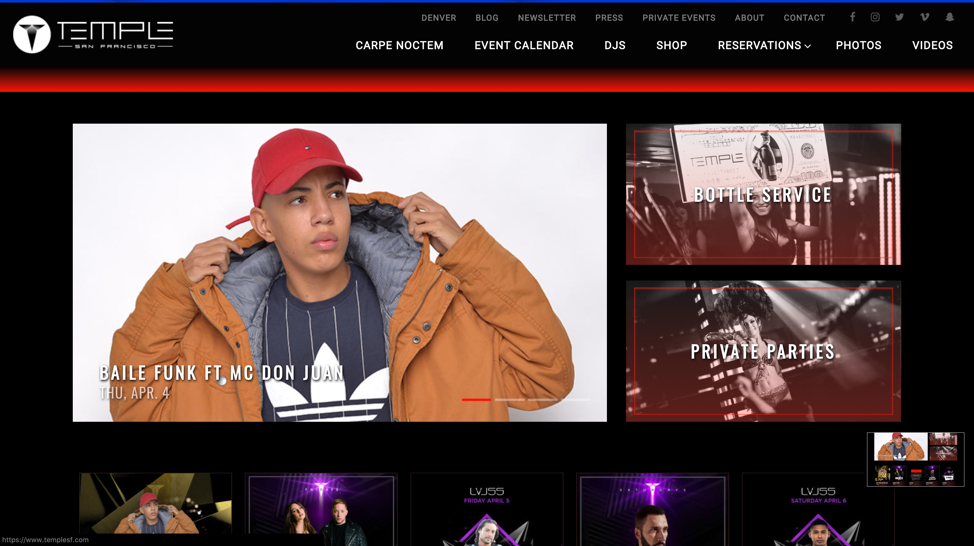 TEMPLE
SAN FRANCISCO
DENVER BLOG NEWSLETTER PRESS PRIVATE EVENTS ABOUT CONTACT
CARPE NOCTEM EVENT CALENDAR DJS SHOP RESERVATIONS PHOTOS VIDEOS
BAILE FUNK FT MC DON JUAN
THU, APR. 4
TEMPLE
BOTTLE SERVICE
PRIVATE PARTIES
LVJSS
FRIDAY APRIL 5
LVJSS
SATURDAY APRIL 6
https://www.templesf.com